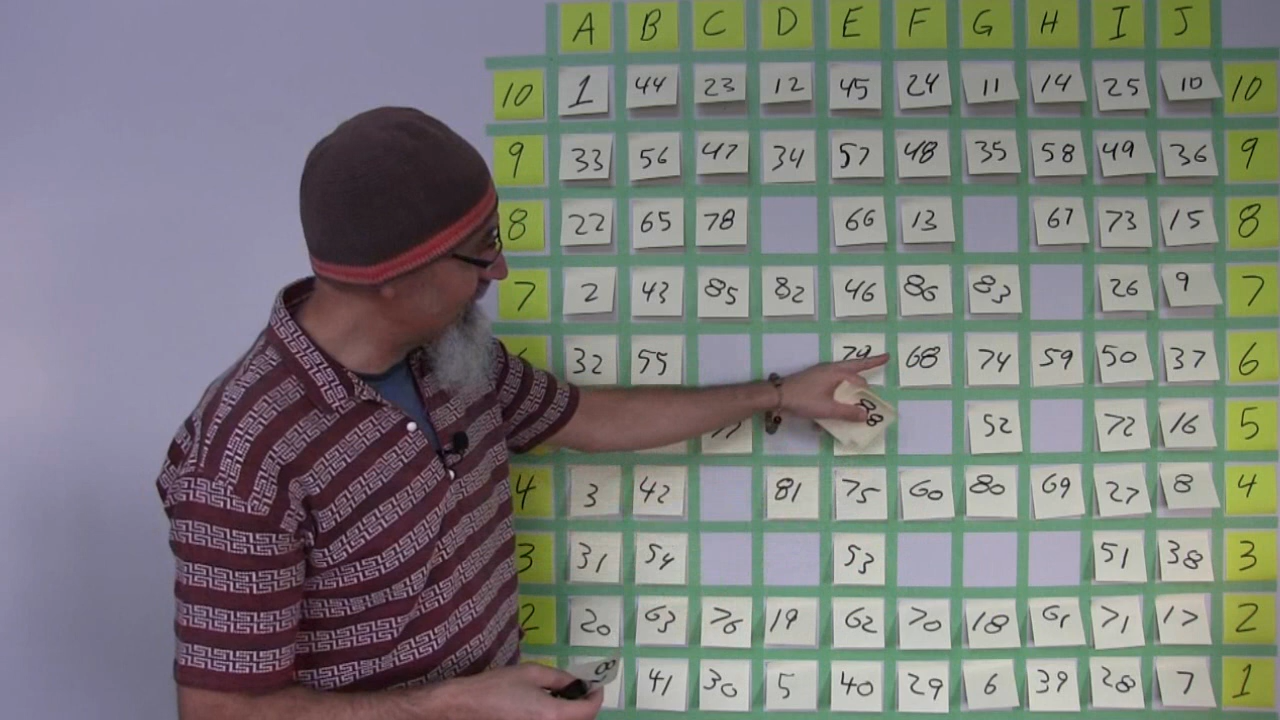 A B C D E F G H I J
10 1 44 23 12 45 24 11 14 25 10 10
9 33 56 47 34 57 48 35 58 49 36 9
8 22 65 78 66 13 67 73 15 8
7 2 43 85 82 46 86 83 26 9 7
32 55 79 68 74 59 50 37 6
88 52 72 16 5
4 3 42 81 75 60 80 69 27 8 4
3 31 54 53 51 38 3
2 20 63 76 19 62 70 18 61 71 17 2
41 30 5 40 29 6 39 28 7 1